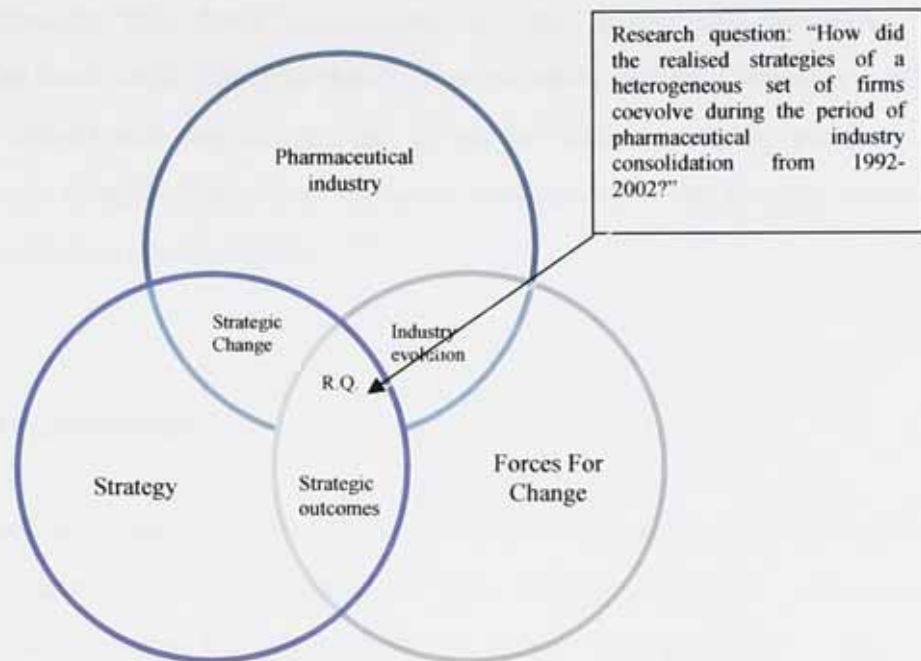 Research question: “How did
the realised strategies of a
heterogeneous set of firms
coevolve during the period of
pharmaceutical industry
consolidation from 1992-
2002?”
Pharmaceutical
industry
Strategic
Change
Industry
evolution
R.Q.
Strategy
Strategic
outcomes
Forces For
Change